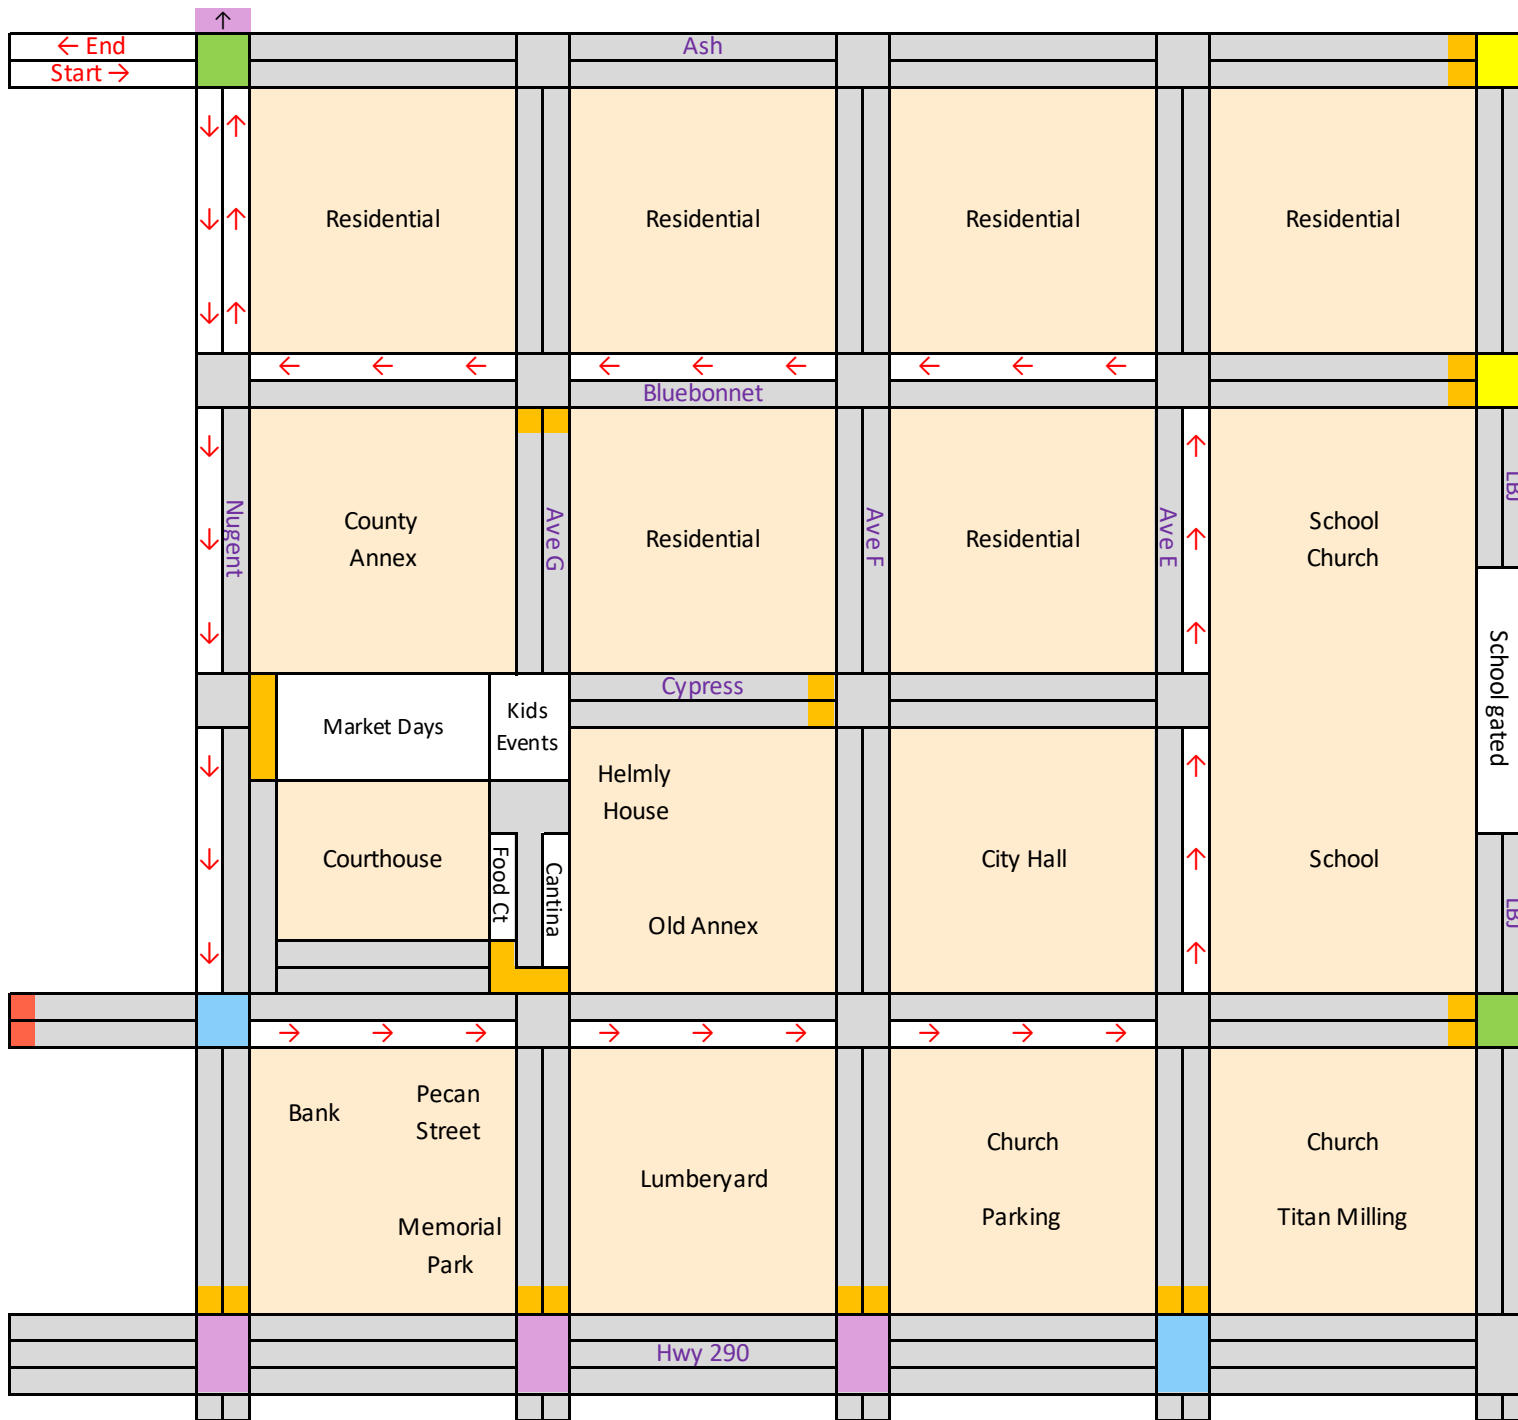 ↑
← End
Start →
Ash
↓ ↑
Residential
Residential
Residential
Residential
↓ ↑
↓ ↑
← ← ←
← ← ←
← ← ←
Bluebonnet
↓
↓
↓
Nugent
County
Annex
Ave G
Residential
Ave F
Residential
Ave E
↑
↑
↑
School
Church
LBJ
Cypress
Market Days
Kids
Events
Helmly
House
School gated
↓
↓
↓
Courthouse
Food Ct
Cantina
Old Annex
City Hall
↑
↑
↑
School
LBJ
→ → →
→ → →
→ → →
Bank
Pecan
Street
Memorial
Park
Lumberyard
Church
Parking
Church
Titan Milling
Hwy 290